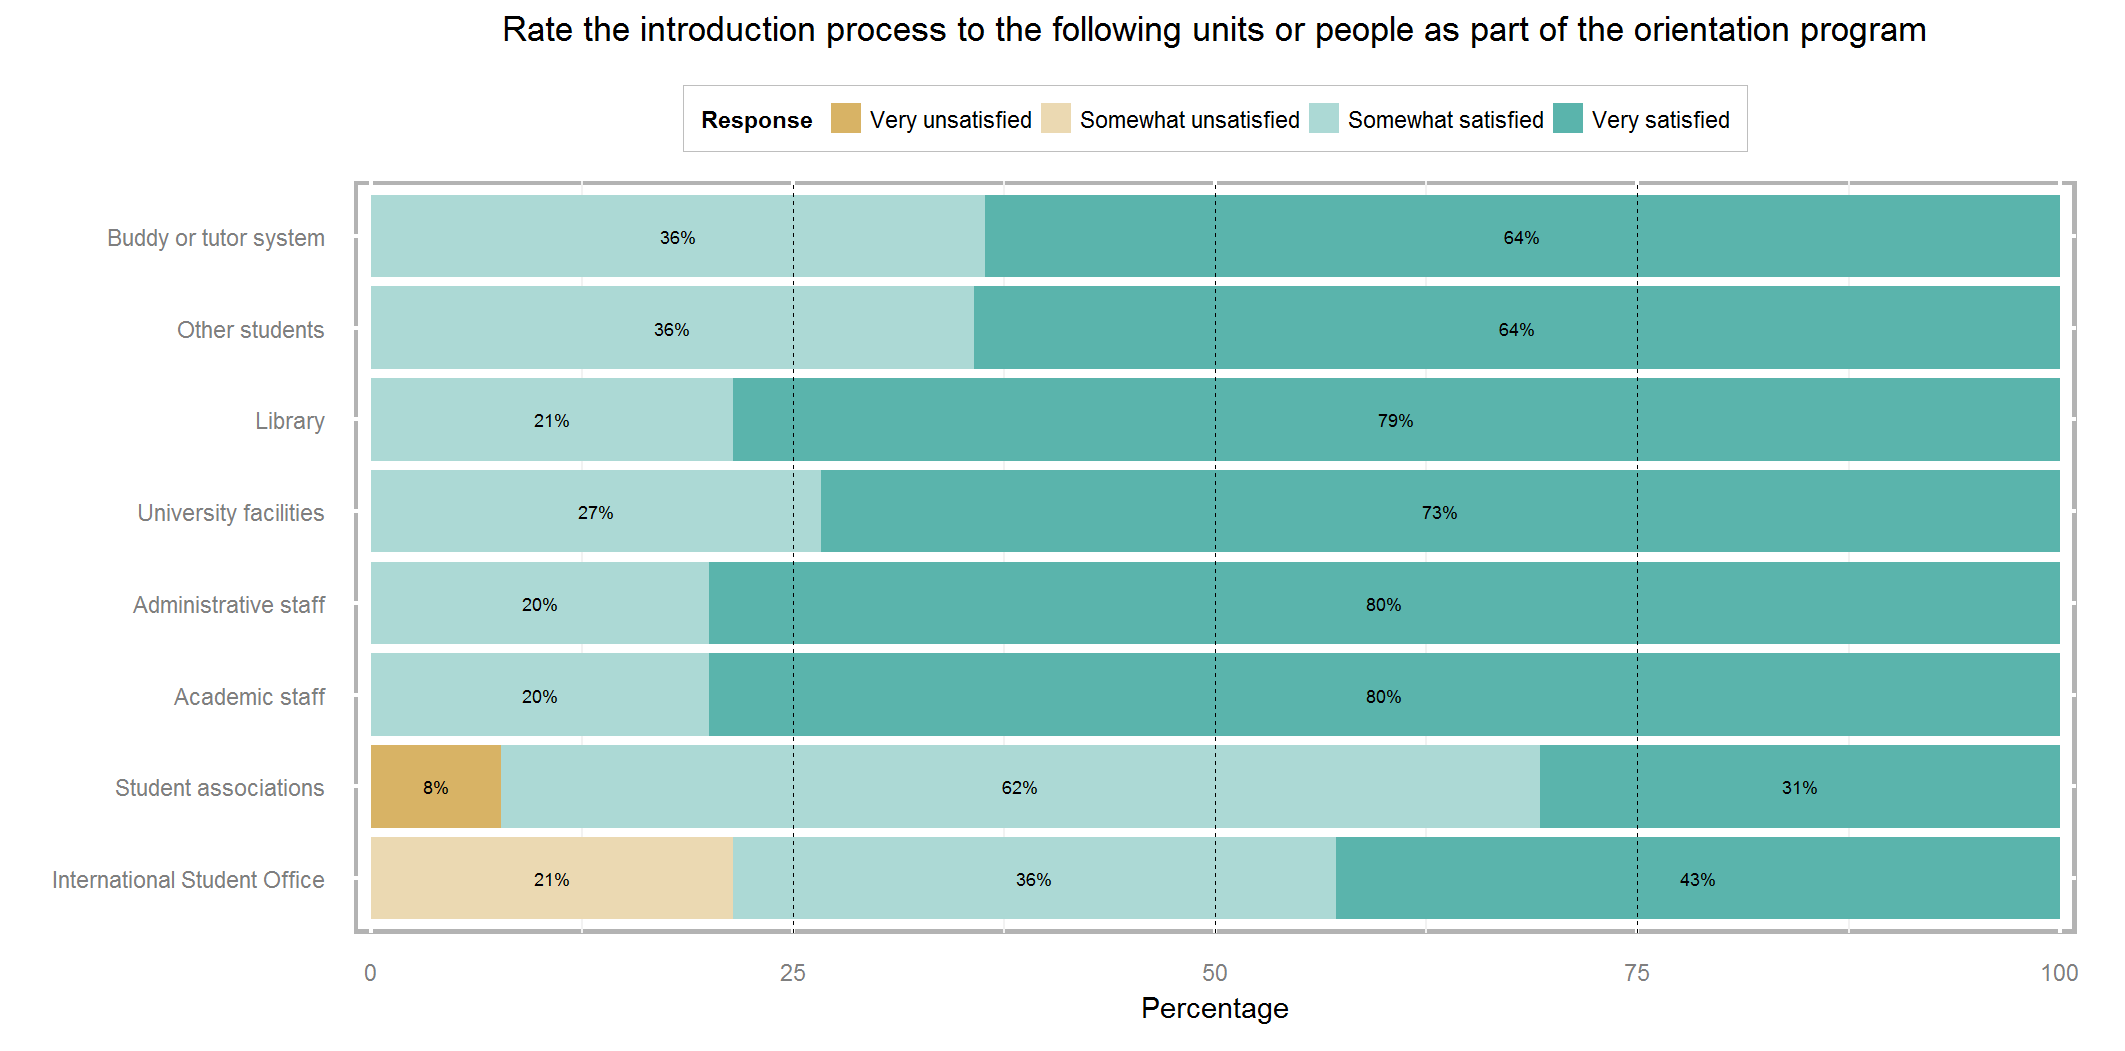 Rate the introduction process to the following units or people as part of the orientation program
Response Very unsatisfied Somewhat unsatisfied Somewhat satisfied Very satisfied
Buddy or tutor system 36% 64%
Other students 36% 64%
Library 21% 79%
University facilities 27% 73%
Administrative staff 20% 80%
Academic staff 20% 80%
Student associations 8% 62% 31%
International Student Office 21% 36% 43%
0 25 50 75 100
Percentage